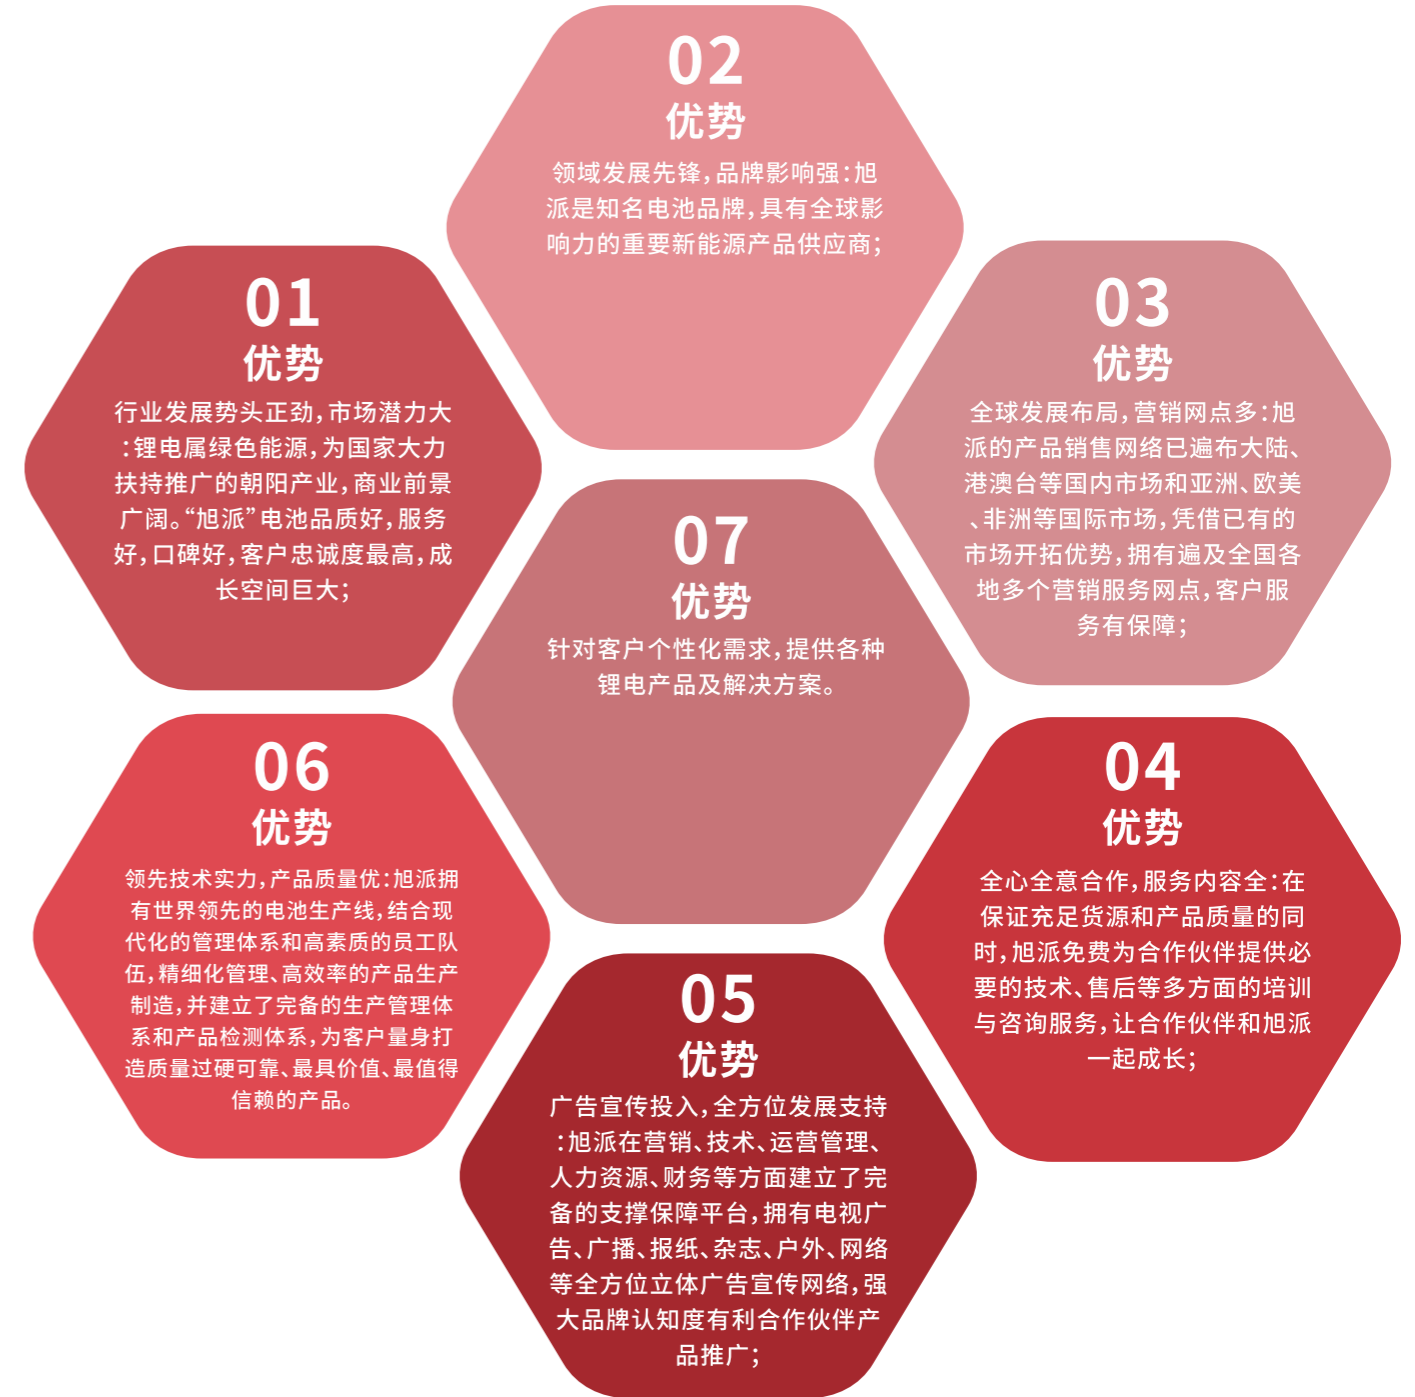 01
优势
行业发展势头正劲，市场潜力大
：锂电属绿色能源，为国家大力
扶持推广的朝阳产业，商业前景
广阔。“旭派”电池品质好，服务
好，口碑好，客户忠诚度最高，成
长空间巨大；
02
优势
领域发展先锋，品牌影响强：旭
派是知名电池品牌，具有全球影
响力的重要新能源产品供应商；
03
优势
全球发展布局，营销网点多：旭
派的产品销售网络已遍布大陆、
港澳台等国内市场和亚洲、欧美
、非洲等国际市场，凭借已有的
市场开拓优势，拥有遍及全国各
地多个营销服务网点，客户服
务有保障；
04
优势
全心全意合作，服务内容全：在
保证充足货源和产品质量的同
时，旭派免费为合作伙伴提供必
要的技术、售后等多方面的培训
与咨询服务，让合作伙伴和旭派
一起成长；
05
优势
广告宣传投入，全方位发展支持
：旭派在营销、技术、运营管理、
人力资源、财务等方面建立了完
备的支撑保障平台，拥有电视广
告、广播、报纸、杂志、户外、网络
等全方位立体广告宣传网络，强
大品牌认知度有利合作伙伴产
品推广；
06
优势
领先技术实力，产品质量优：旭派拥
有世界领先的电池生产线，结合现
代化的管理体系和高素质的员工队
伍，精细化管理、高效率的产品生产
制造，并建立了完备的生产管理体
系和产品检测体系，为客户量身打
造质量过硬可靠、最具价值、最值得
信赖的产品。
07
优势
针对客户个性化需求，提供各种
锂电产品及解决方案。